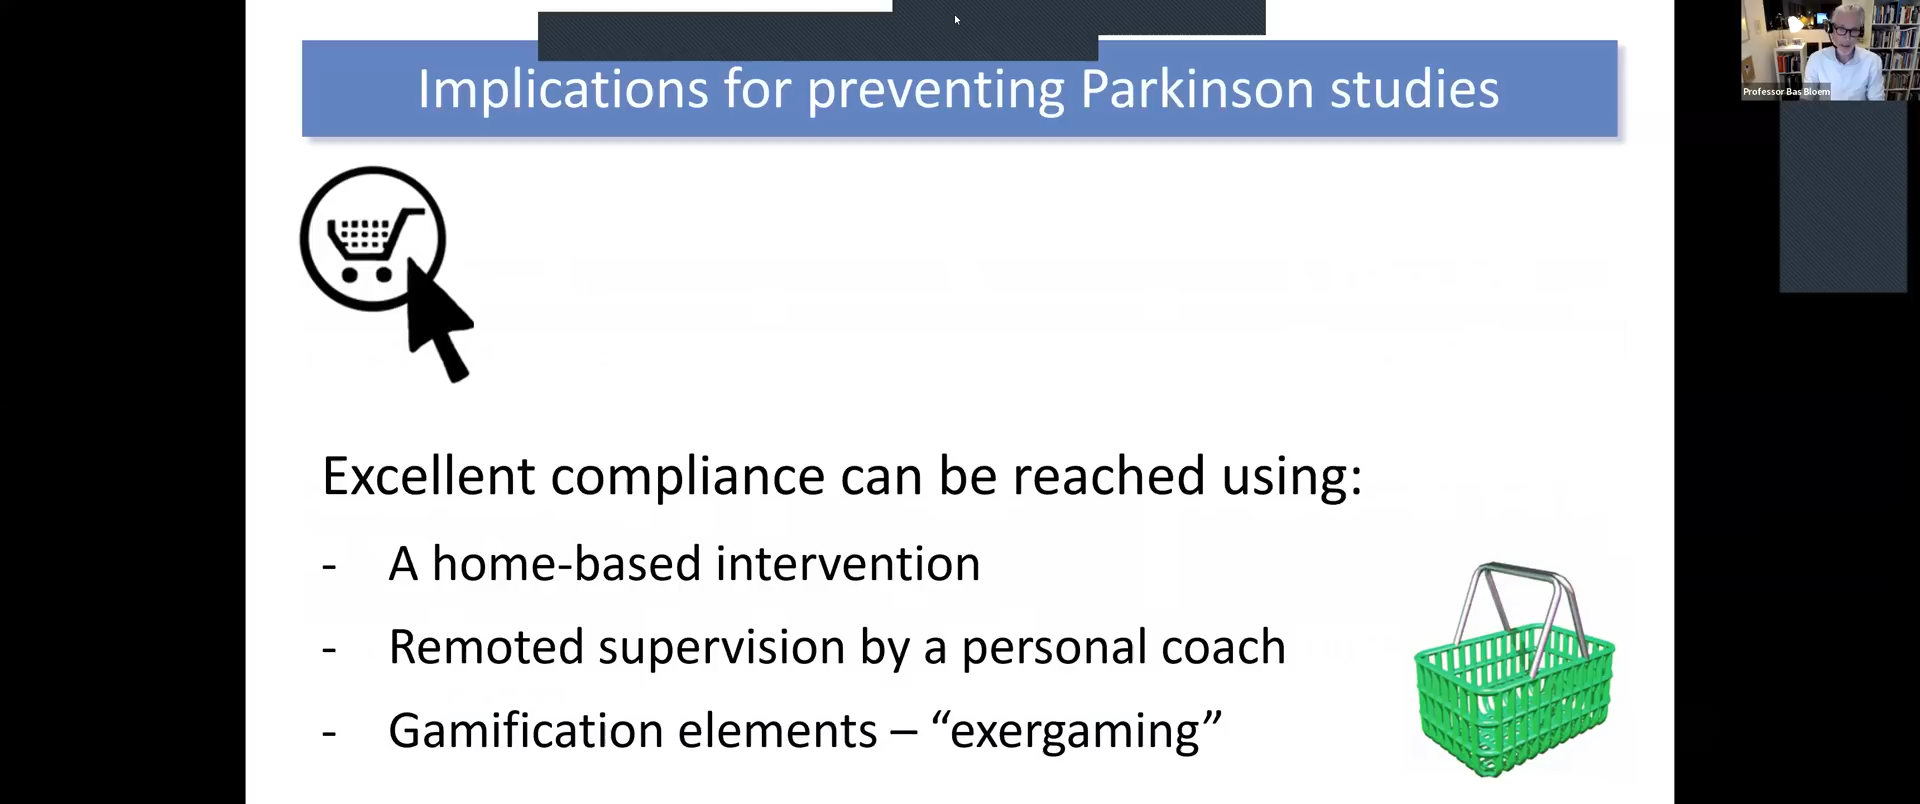 Implications for preventing Parkinson studies
Professor Bas Bloem
Excellent compliance can be reached using:
- A home-based intervention
- Remoted supervision by a personal coach
- Gamification elements – “exergaming”